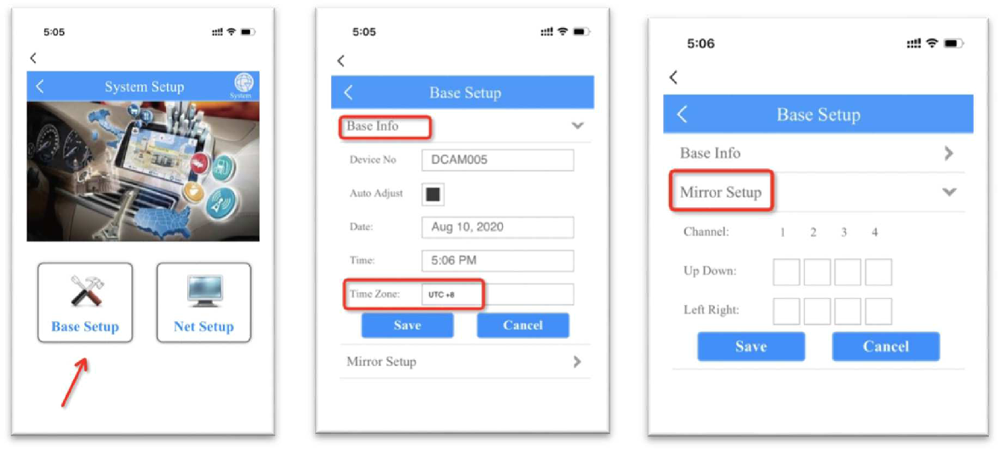 5:05
System Setup
System
Base Setup
Net Setup
5:05
Base Setup
Base Info
Device No DCAM005
Auto Adjust
Date: Aug 10, 2020
Time: 5:06 PM
Time Zone: UTC +8
Save Cancel
Mirror Setup
5:06
Base Setup
Base Info
Mirror Setup
Channel: 1 2 3 4
Up Down:
Left Right:
Save Cancel